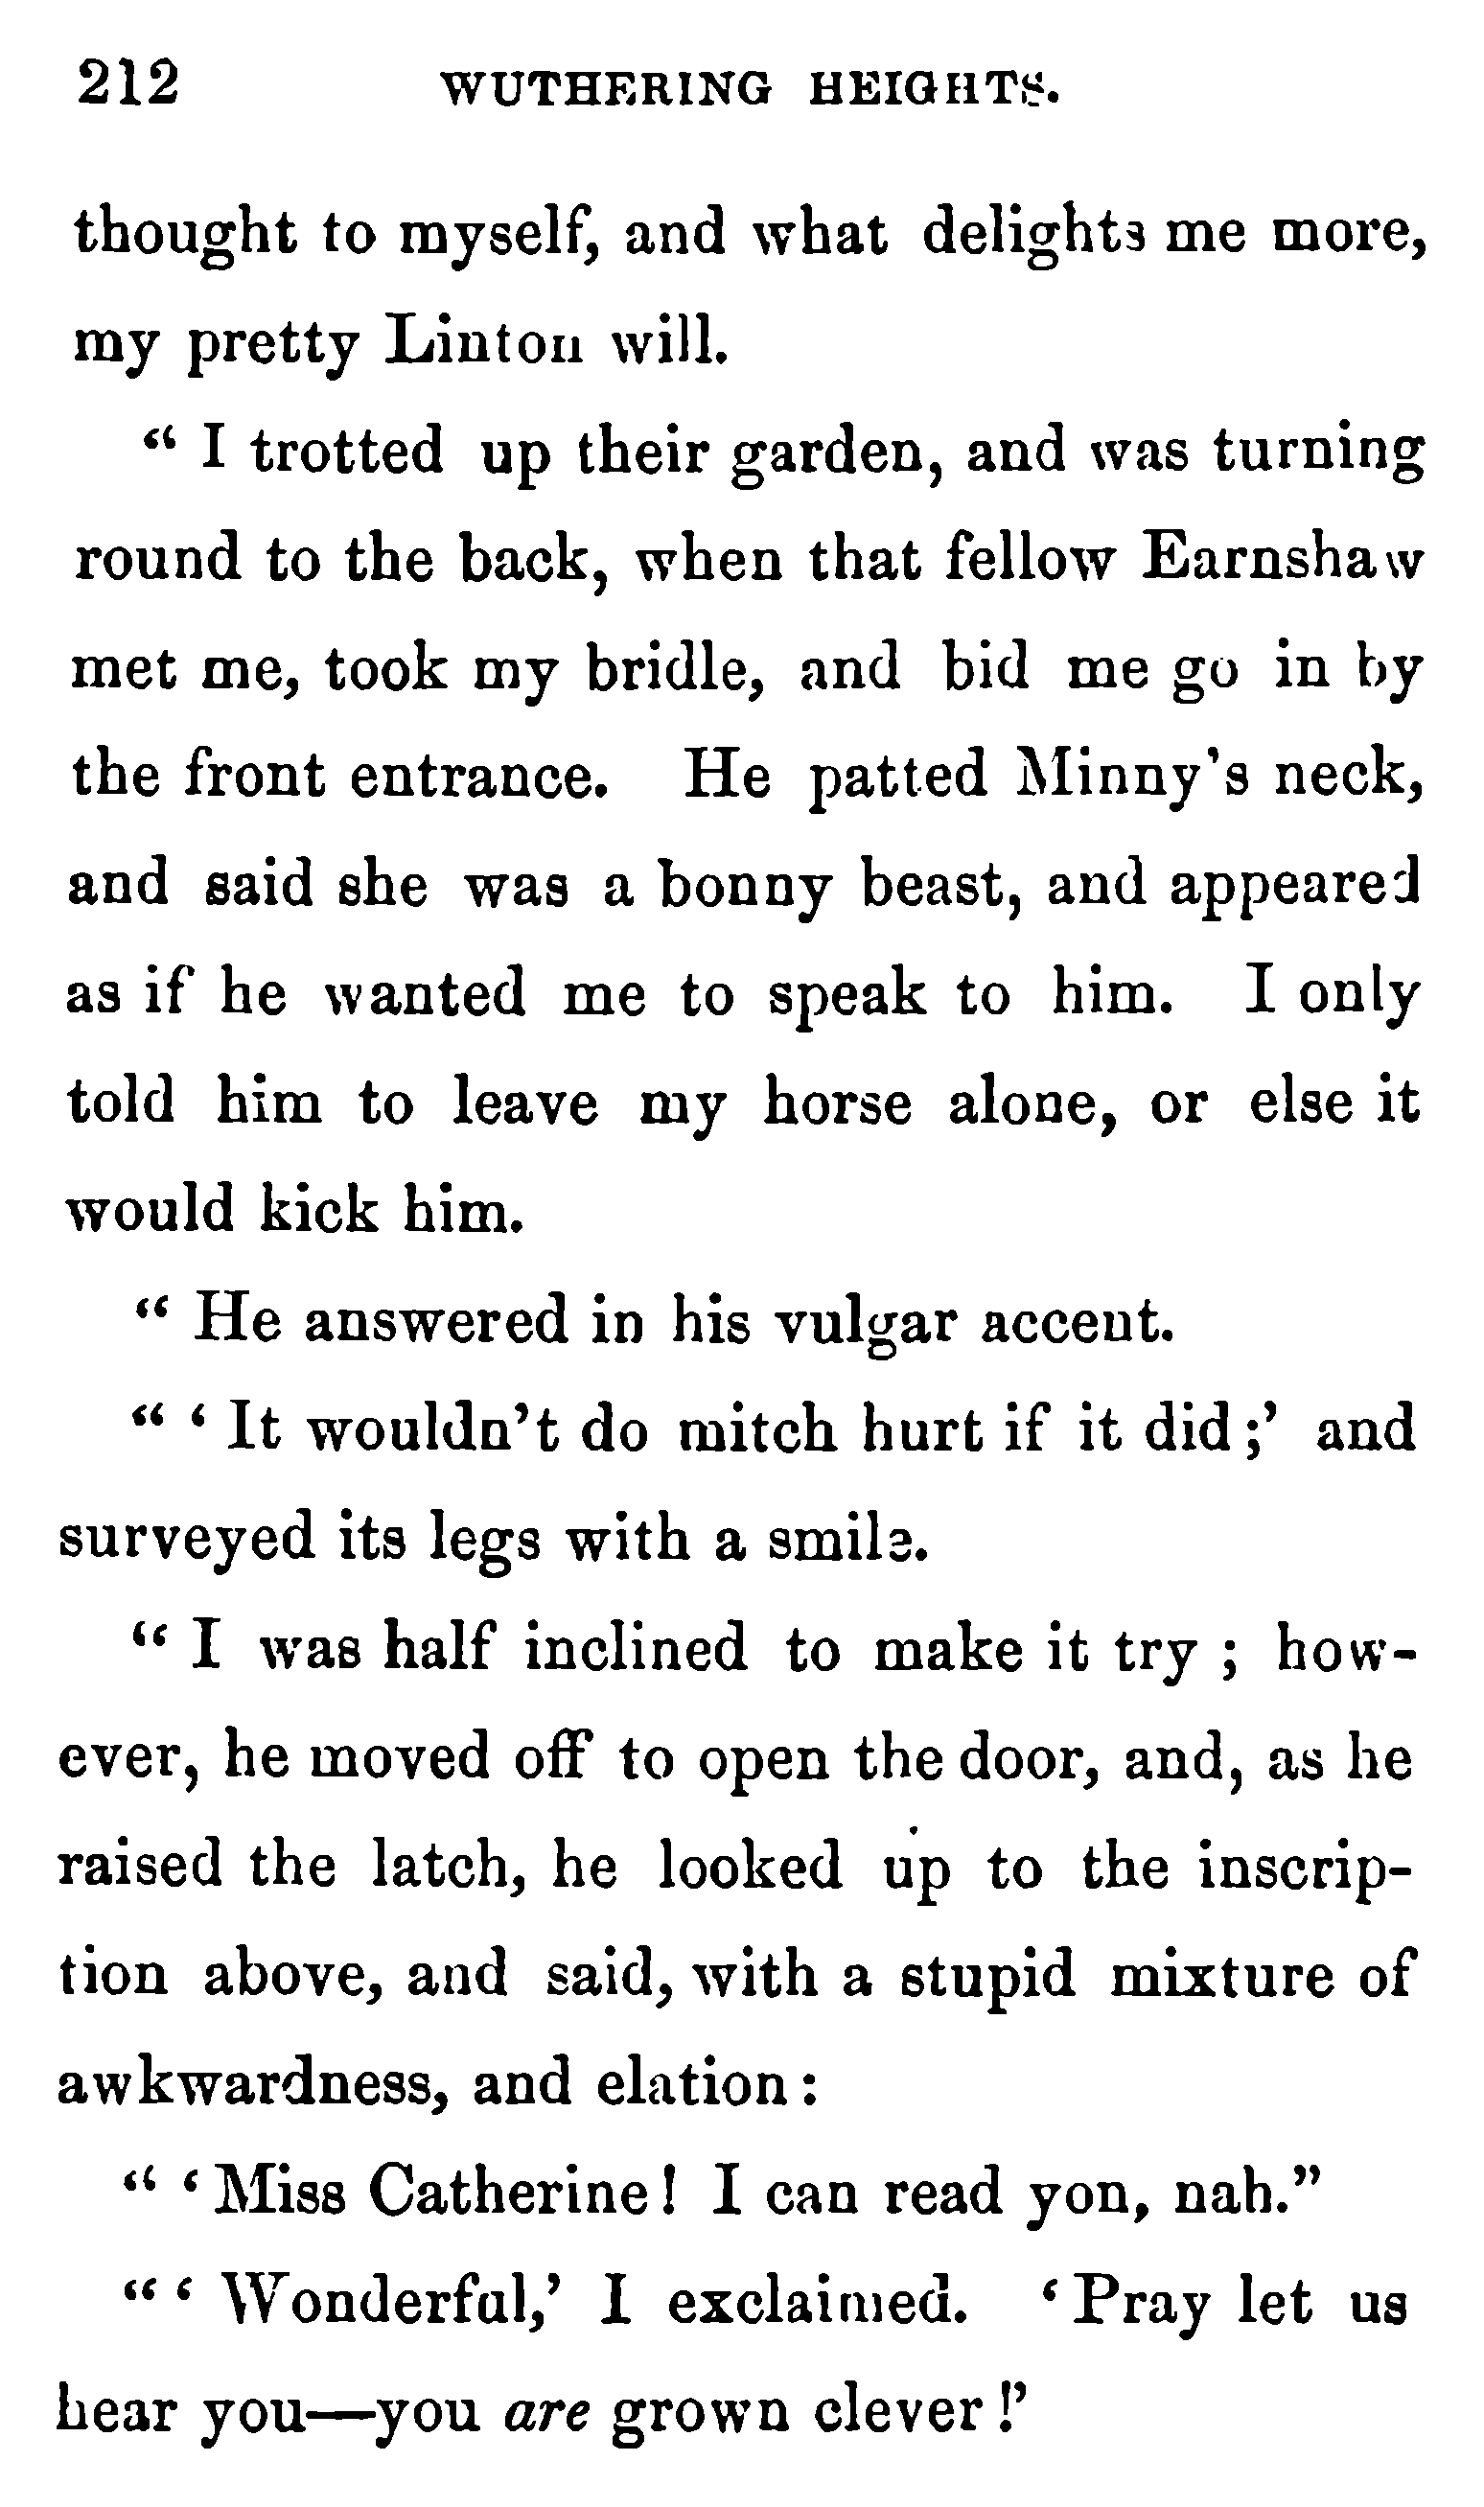 212 WUTHERING HEIGHTS.
thought to myself, and what delights me more,
my pretty Linton will.
“ I trotted up their garden, and was turning
round to the back, when that fellow Earnshaw
met me, took my bridle, and bid me go in by
the front entrance. He patted Minny’s neck,
and said she was a bonny beast, and appeared
as if he wanted me to speak to him. I only
told him to leave my horse alone, or else it
would kick him.
“ He answered in his vulgar accent.
“ ‘ It wouldn’t do mitch hurt if it did ;’ and
surveyed its legs with a smile.
“ I was half inclined to make it try ; how-
ever, he moved off to open the door, and, as he
raised the latch, he looked up to the inscrip-
tion above, and said, with a stupid mixture of
awkwardness, and elation :
“ ‘ Miss Catherine ! I can read yon, nah.”
“ ‘ Wonderful,’ I exclaimed. ‘ Pray let us
hear you—you are grown clever !’